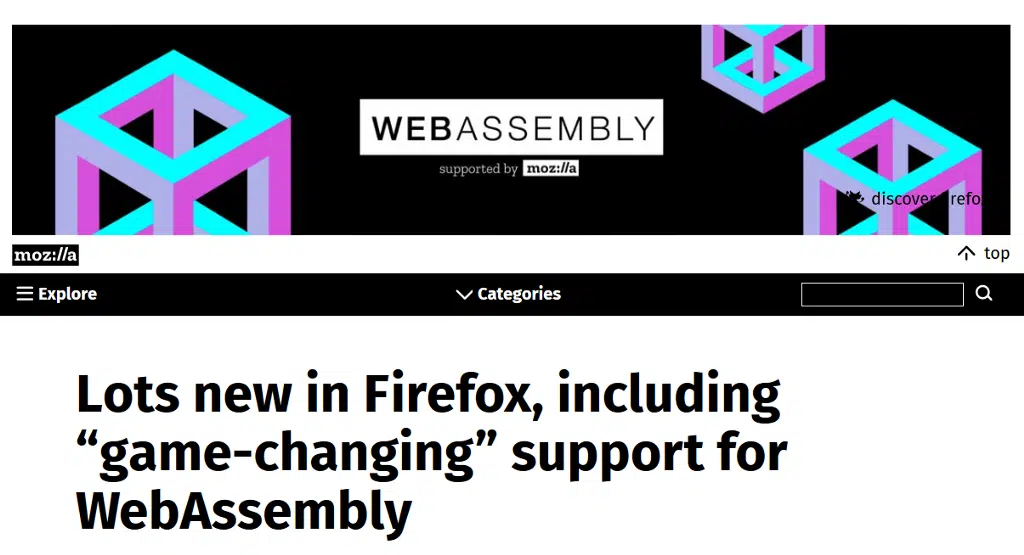 WEBASSEMBLY
supported by moz://a
discover
moz://a
top
Explore
Categories
Lots new in Firefox, including
“game-changing” support for
WebAssembly